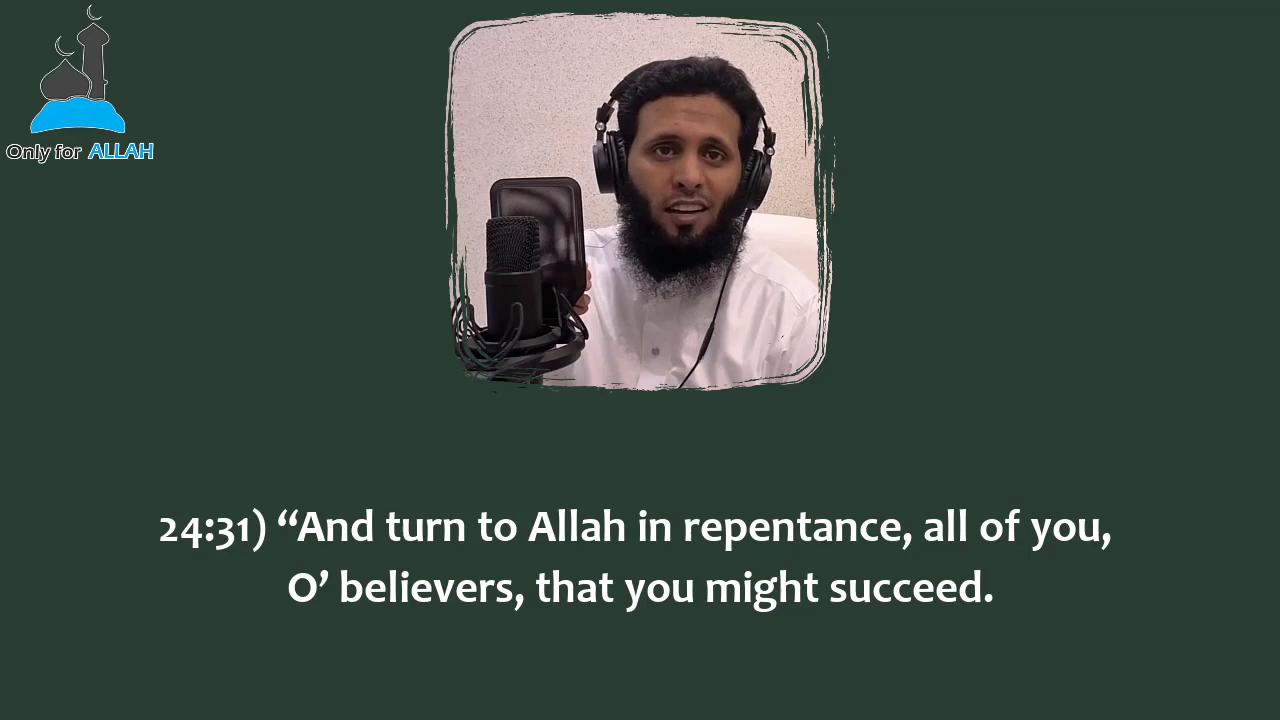 Only for ALLAH
24:31) “And turn to Allah in repentance, all of you,
O’ believers, that you might succeed.